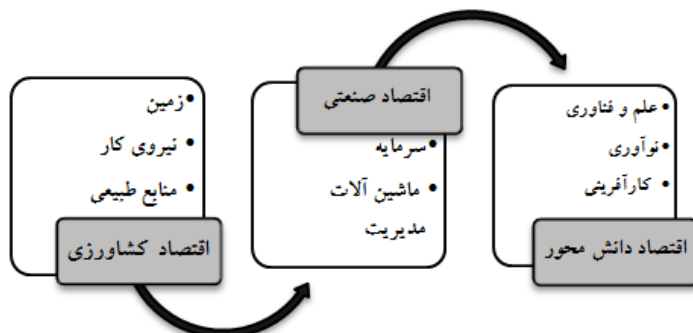 •زمین
• نیروی کار
• منابع طبیعی
اقتصاد کشاورزی
اقتصاد صنعتی
•سرمایه
• ماشین آلات
مدیریت
•علم و فناوری
•نوآوری
• کارآفرینی
اقتصاد دانش محور